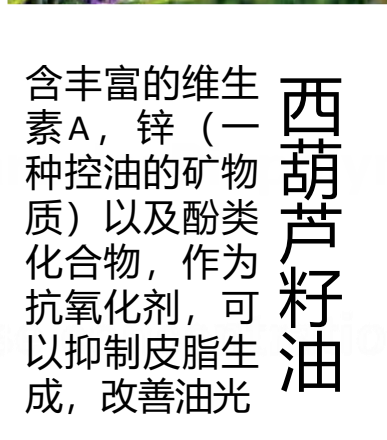 西葫芦籽油
含丰富的维生
素A，锌（一
种控油的矿物
质）以及酚类
化合物，作为
抗氧化剂，可
以抑制皮脂生
成，改善油光